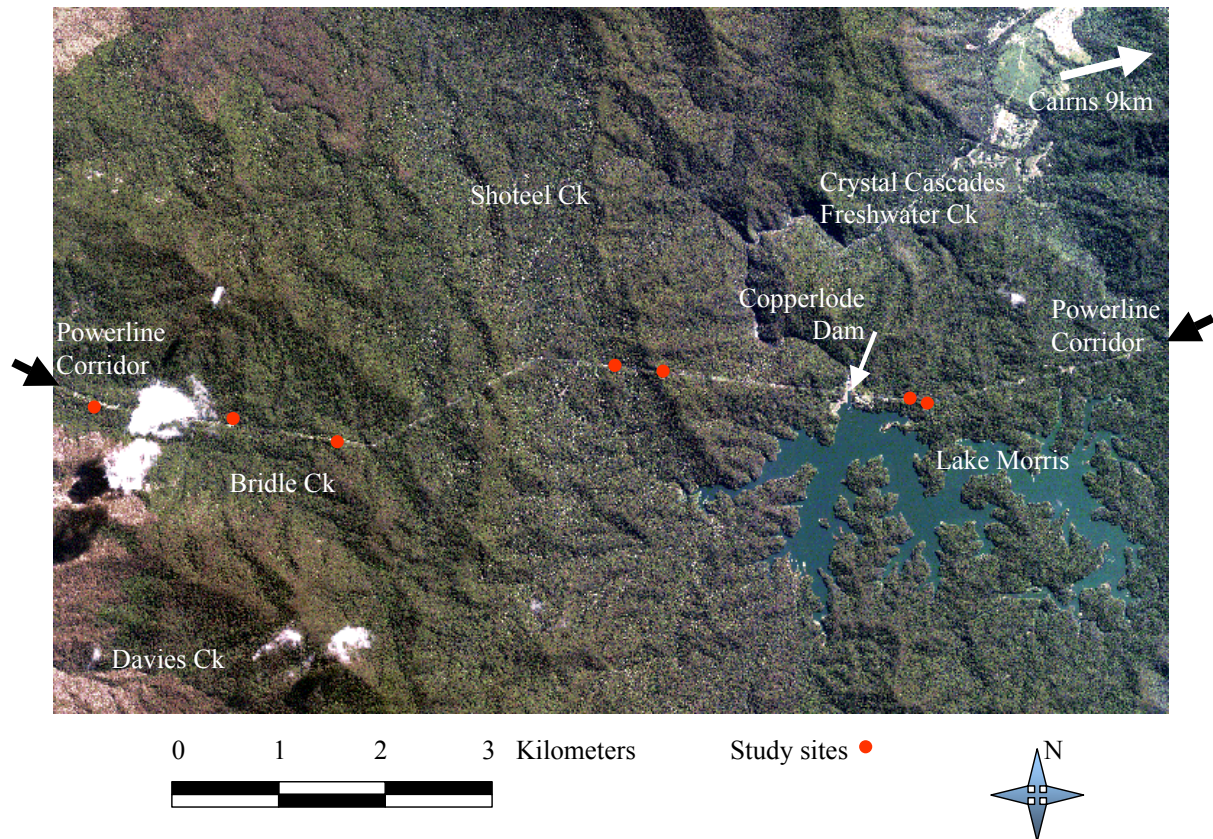 Cairns 9km
Crystal Cascades
Freshwater Ck
Shoteel Ck
Copperlode
Dam
Powerline
Corridor
Powerline
Corridor
Lake Morris
Bridle Ck
Davies Ck
0 1 2 3 Kilometers Study sites N